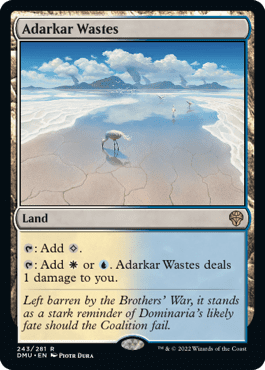 Adarkar Wastes
Land
: Add .
: Add or . Adarkar Wastes deals
1 damage to you.
Left barren by the Brothers' War, it stands
as a stark reminder of Dominaria's likely
fate should the Coalition fail.
243/281 R
DMU • EN Piotr Dura
™ & © 2022 Wizards of the Coast